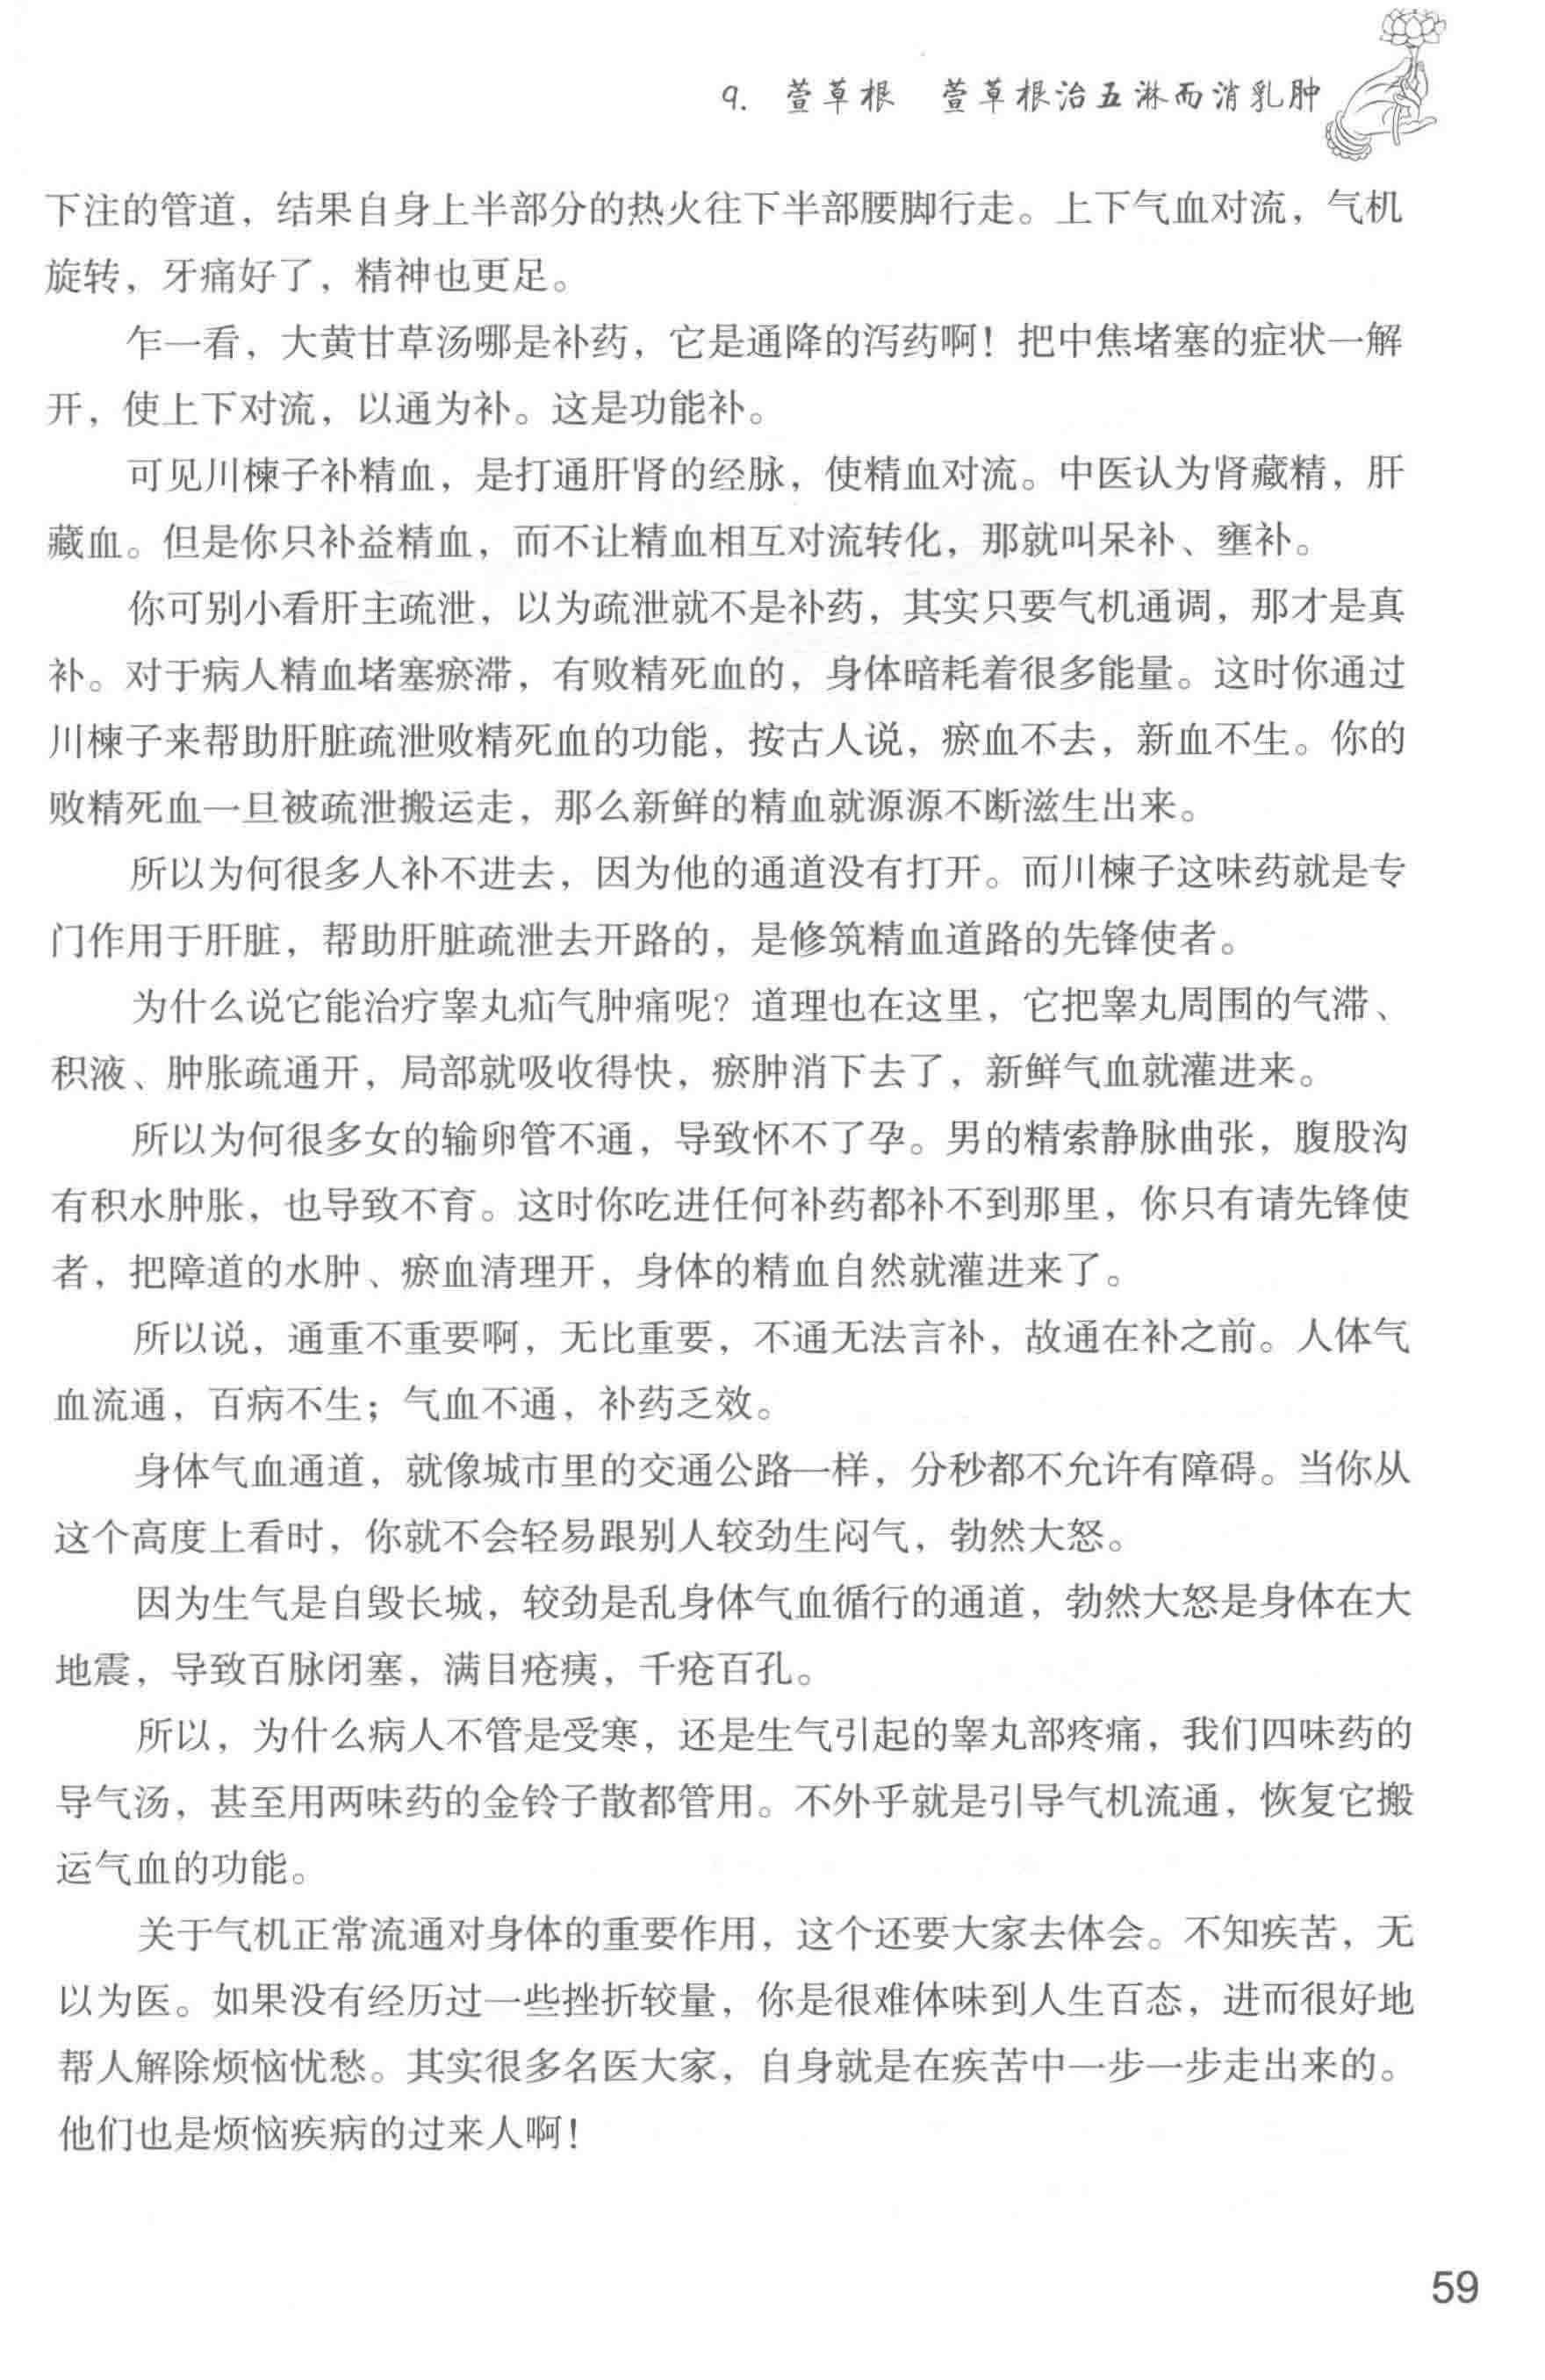 9. 萱草根　萱草根治五淋而消乳肿
下注的管道，结果自身上半部分的热火往下半部腰脚行走。上下气血对流，气机
旋转，牙痛好了，精神也更足。
乍一看，大黄甘草汤哪是补药，它是通降的泻药啊！把中焦堵塞的症状一解
开，使上下对流，以通为补。这是功能补。
可见川楝子补精血，是打通肝肾的经脉，使精血对流。中医认为肾藏精，肝
藏血。但是你只补益精血，而不让精血相互对流转化，那就叫呆补、壅补。
你可别小看肝主疏泄，以为疏泄就不是补药，其实只要气机通调，那才是真
补。对于病人精血堵塞瘀滞，有败精死血的，身体暗耗着很多能量。这时你通过
川楝子来帮助肝脏疏泄败精死血的功能，按古人说，瘀血不去，新血不生。你的
败精死血一旦被疏泄搬运走，那么新鲜的精血就源源不断滋生出来。
所以为何很多人补不进去，因为他的通道没有打开。而川楝子这味药就是专
门作用于肝脏，帮助肝脏疏泄去开路的，是修筑精血道路的先锋使者。
为什么说它能治疗睾丸疝气肿痛呢？道理也在这里，它把睾丸周围的气滞、
积液、肿胀疏通开，局部就吸收得快，瘀肿消下去了，新鲜气血就灌进来。
所以为何很多女的输卵管不通，导致怀不了孕。男的精索静脉曲张，腹股沟
有积水肿胀，也导致不育。这时你吃进任何补药都补不到那里，你只有请先锋使
者，把障道的水肿、瘀血清理开，身体的精血自然就灌进来了。
所以说，通重不重要啊，无比重要，不通无法言补，故通在补之前。人体气
血流通，百病不生；气血不通，补药乏效。
身体气血通道，就像城市里的交通公路一样，分秒都不允许有障碍。当你从
这个高度上看时，你就不会轻易跟别人较劲生闷气，勃然大怒。
因为生气是自毁长城，较劲是乱身体气血循行的通道，勃然大怒是身体在大
地震，导致百脉闭塞，满目疮痍，千疮百孔。
所以，为什么病人不管是受寒，还是生气引起的睾丸部疼痛，我们四味药的
导气汤，甚至用两味药的金铃子散都管用。不外乎就是引导气机流通，恢复它搬
运气血的功能。
关于气机正常流通对身体的重要作用，这个还要大家去体会。不知疾苦，无
以为医。如果没有经历过一些挫折较量，你是很难体味到人生百态，进而很好地
帮人解除烦恼忧愁。其实很多名医大家，自身就是在疾苦中一步一步走出来的。
他们也是烦恼疾病的过来人啊！
59